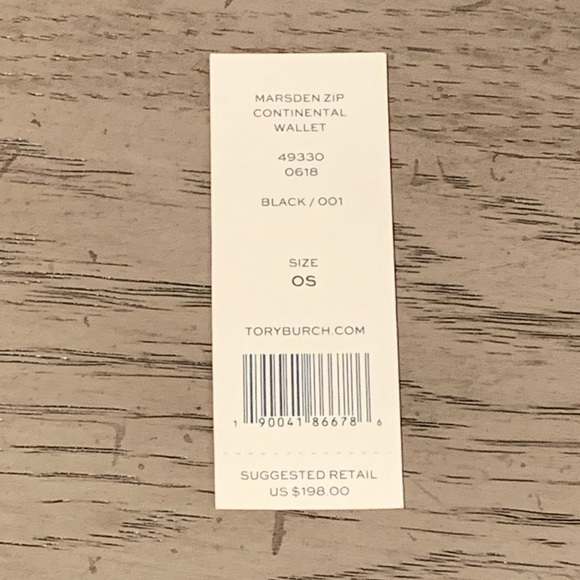 MARSDEN ZIP
CONTINENTAL
WALLET
49330
0618
BLACK / 001
SIZE
OS
TORYBURCH.COM
1 90041 86678 6
SUGGESTED RETAIL
US $198.00